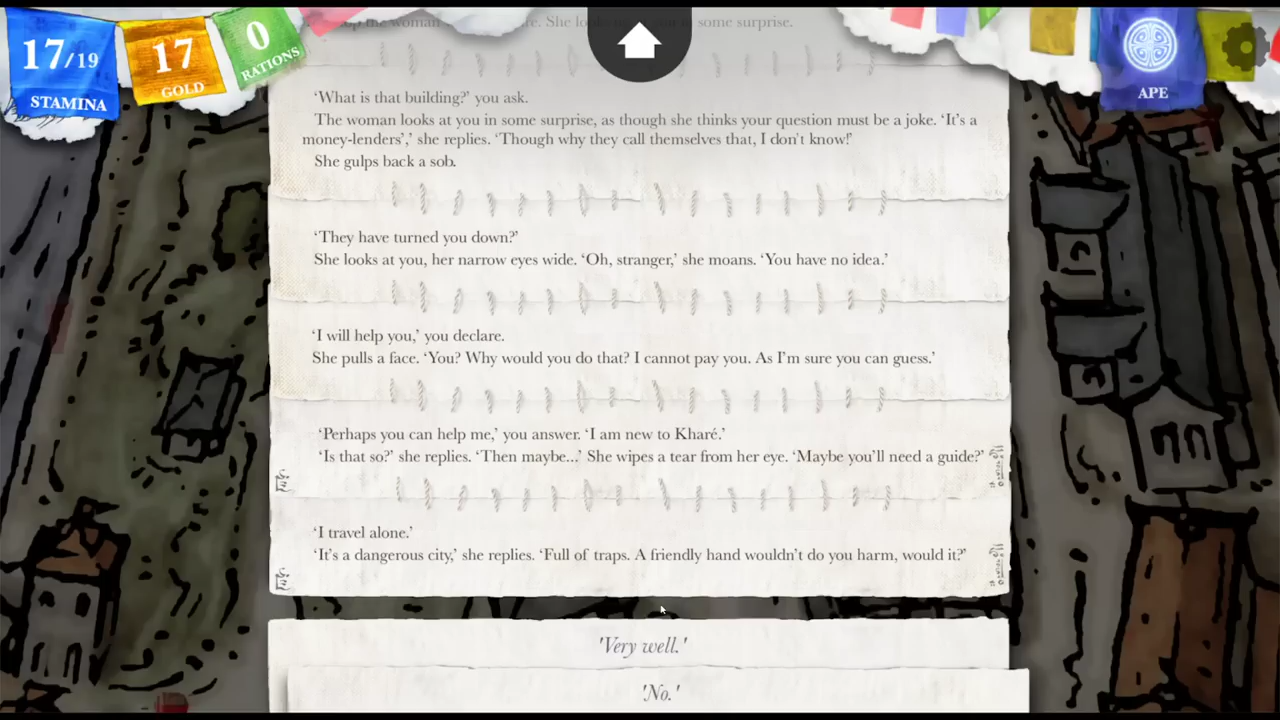 17/19
STAMINA
17
GOLD
0
RATIONS
APE
the woman
She
some surprise.
‘What is that building?’ you ask.
The woman looks at you in some surprise, as though she thinks your question must be a joke. ‘It’s a
money-lenders’,’ she replies. ‘Though why they call themselves that, I don’t know!’
She gulps back a sob.
‘They have turned you down?’
She looks at you, her narrow eyes wide. ‘Oh, stranger,’ she moans. ‘You have no idea.’
‘I will help you,’ you declare.
She pulls a face. ‘You? Why would you do that? I cannot pay you. As I’m sure you can guess.’
‘Perhaps you can help me,’ you answer. ‘I am new to Kharé.’
‘Is that so?’ she replies. ‘Then maybe...’ She wipes a tear from her eye. ‘Maybe you’ll need a guide?’
‘I travel alone.’
‘It’s a dangerous city,’ she replies. ‘Full of traps. A friendly hand wouldn’t do you harm, would it?’
'Very well.'
'No.'